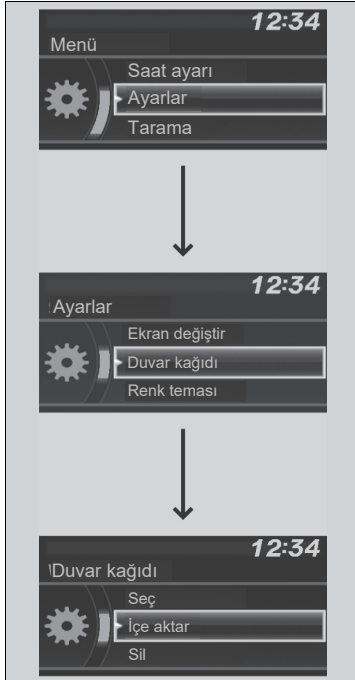 12:34
Menü
Saat ayarı
Ayarlar
Tarama
12:34
Ayarlar
Ekran değiştir
Duvar kağıdı
Renk teması
12:34
Duvar kağıdı
Seç
İçe aktar
Sil